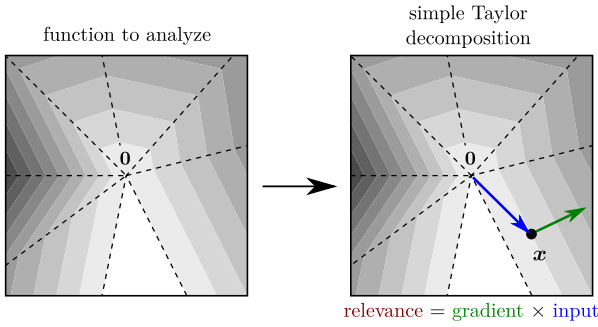 function to analyze
simple Taylor
decomposition
0
0
x
relevance = gradient × input